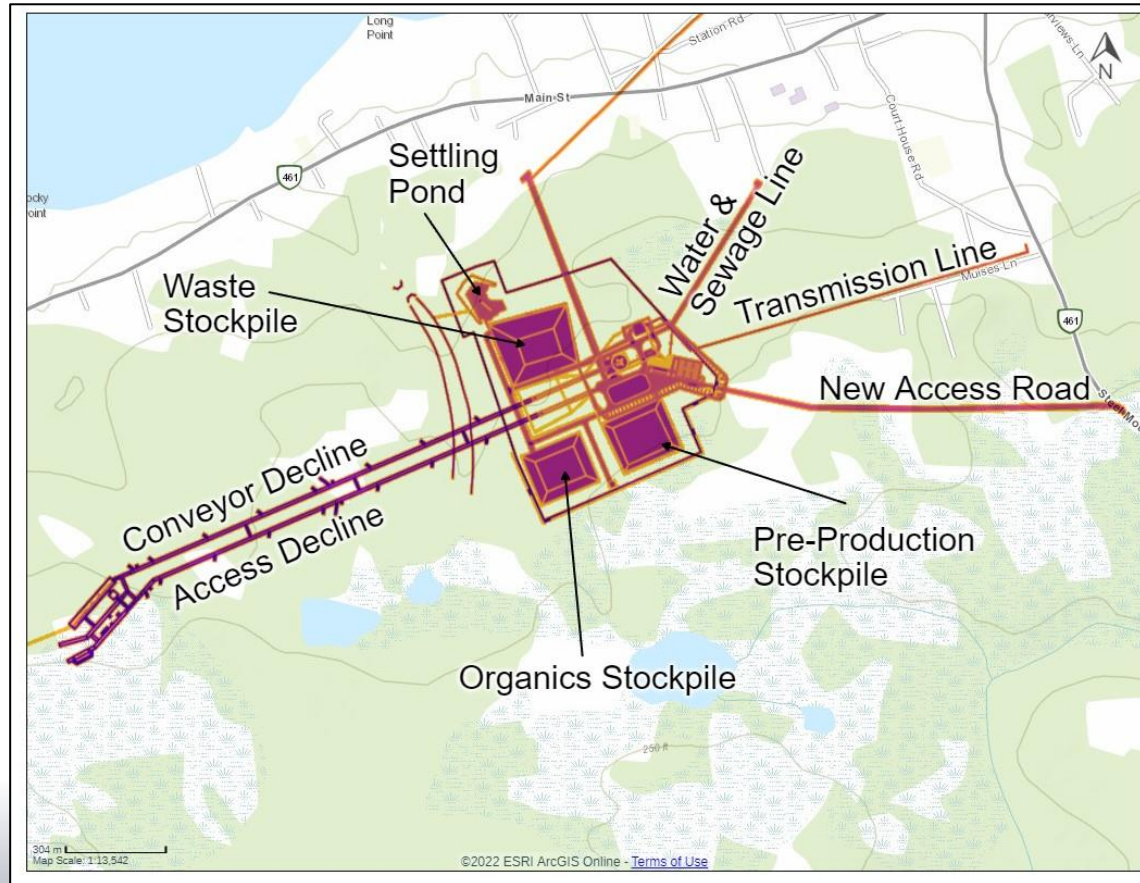 Long
Point
Station Rd
Main St
461
Court-House Rd
N
Settling
Pond
Water &
Sewage Line
Waste
Stockpile
Transmission Line
Muises Ln
461
New Access Road
Conveyor Decline
Access Decline
Pre-Production
Stockpile
Organics Stockpile
250 ft
304 m
Map Scale: 1:13,542
©2022 ESRI ArcGIS Online - Terms of Use